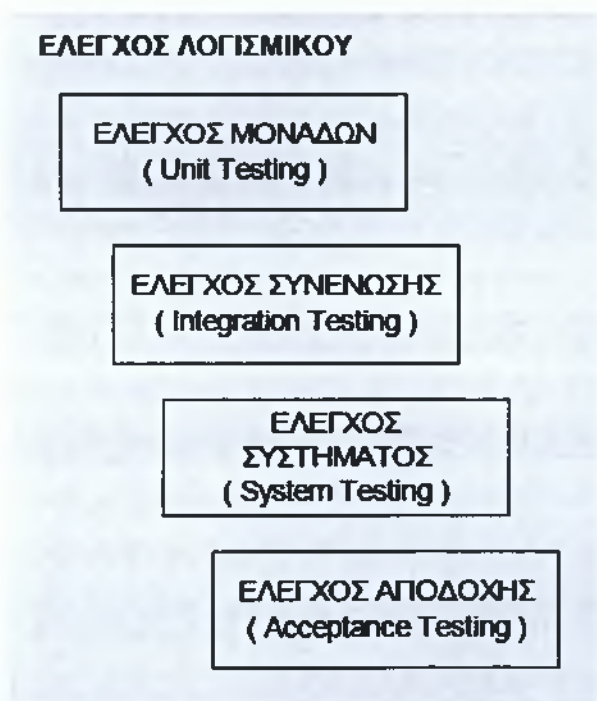 ΕΛΕΓΧΟΣ ΛΟΓΙΣΜΙΚΟΥ
ΕΛΕΓΧΟΣ ΜΟΝΑΔΩΝ
( Unit Testing )
ΕΛΕΓΧΟΣ ΣΥΝΕΝΩΣΗΣ
( Integration Testing )
ΕΛΕΓΧΟΣ
ΣΥΣΤΗΜΑΤΟΣ
( System Testing )
ΕΛΕΓΧΟΣ ΑΠΟΔΟΧΗΣ
( Acceptance Testing )